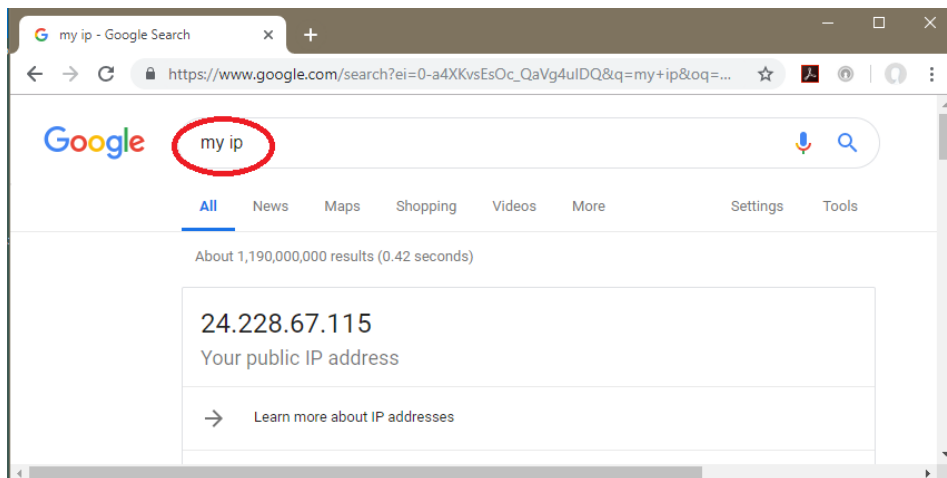 my ip - Google Search
https://www.google.com/search?ei=0-a4XKvsEsOc_QaVg4uIDQ&q=my+ip&oq=...
Google my ip
All News Maps Shopping Videos More Settings Tools
About 1,190,000,000 results (0.42 seconds)
24.228.67.115
Your public IP address
Learn more about IP addresses